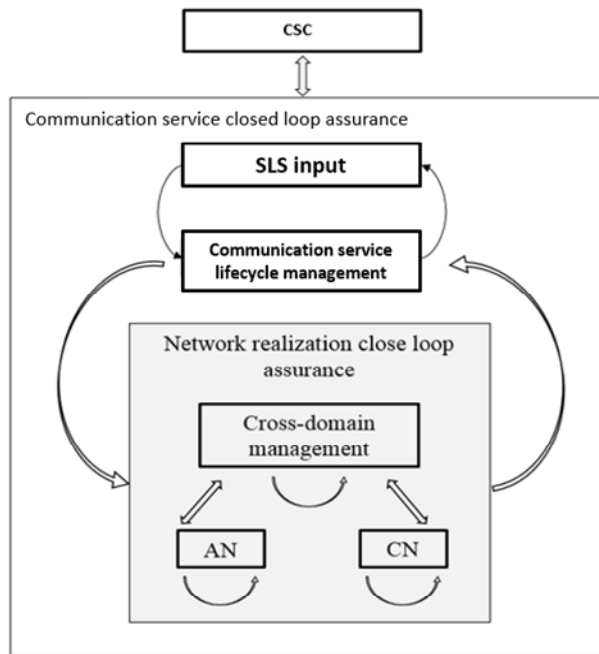 CSC
Communication service closed loop assurance
SLS input
Communication service
lifecycle management
Network realization close loop
assurance
Cross-domain
management
AN
CN